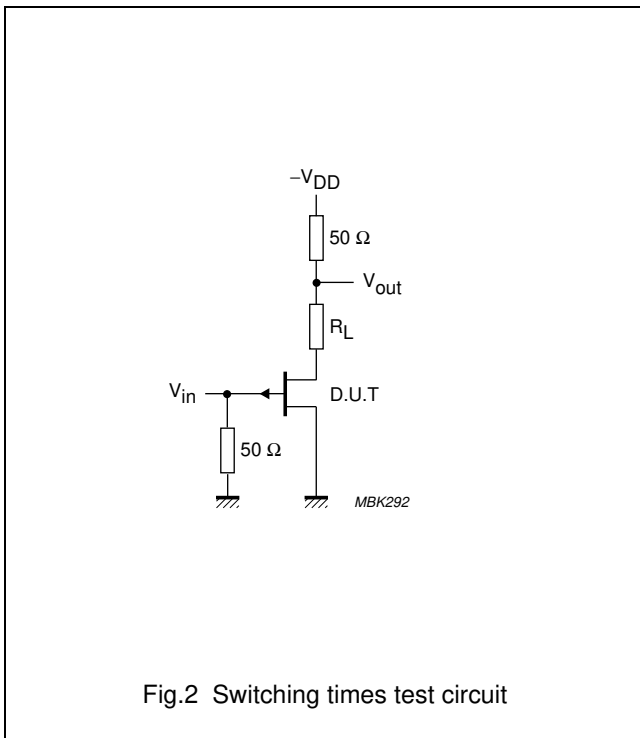 −VDD
50 Ω
Vout
RL
Vin
D.U.T
50 Ω
MBK292
Fig.2 Switching times test circuit